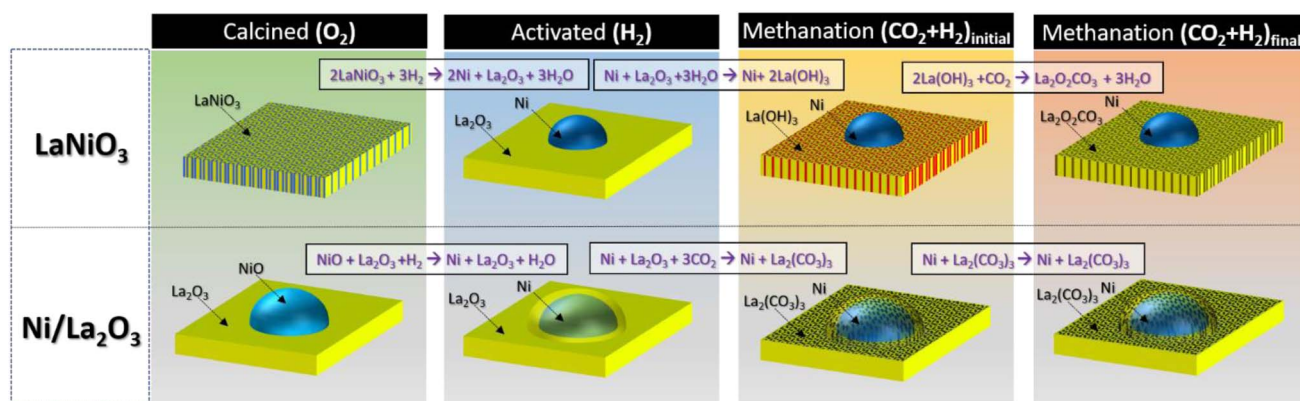 Calcined (O₂)
Activated (H₂)
Methanation (CO₂+H₂)initial
Methanation (CO₂+H₂)final
LaNiO₃
2LaNiO₃ + 3H₂ → 2Ni + La₂O₃ + 3H₂O
Ni + La₂O₃ +3H₂O → Ni+ 2La(OH)₃
2La(OH)₃ +CO₂ → La₂O₂CO₃ + 3H₂O
LaNiO₃
La₂O₃
Ni
La(OH)₃
Ni
La₂O₂CO₃
Ni
Ni/La₂O₃
NiO + La₂O₃ +H₂ → Ni + La₂O₃ + H₂O
Ni + La₂O₃ + 3CO₂ → Ni + La₂(CO₃)₃
Ni + La₂(CO₃)₃ → Ni + La₂(CO₃)₃
La₂O₃
NiO
La₂O₃
Ni
La₂(CO₃)₃
Ni
La₂(CO₃)₃
Ni